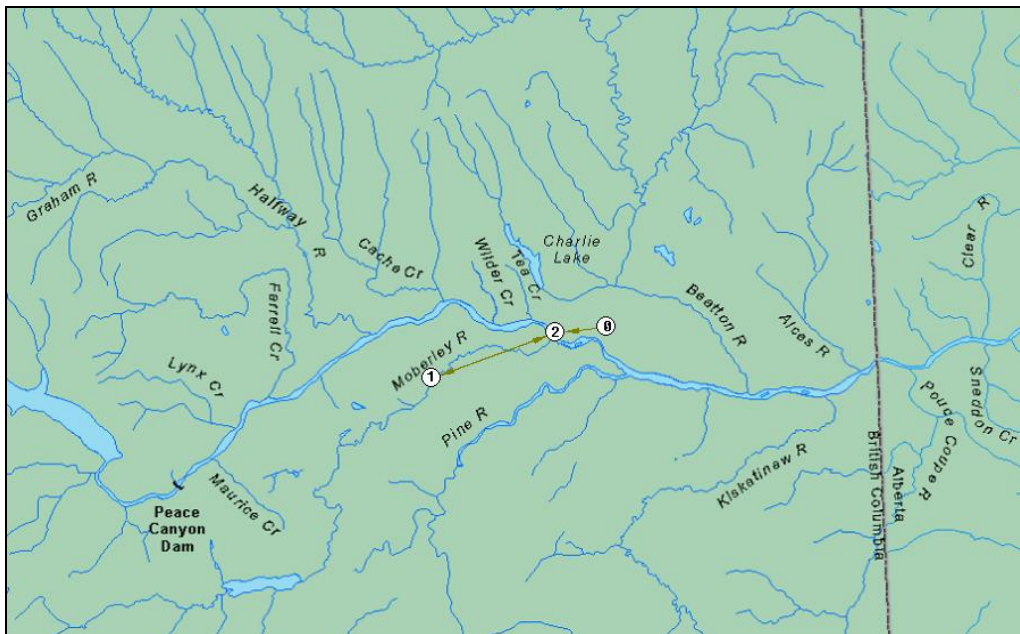 Graham R
Halfway R
Cache Cr
Farrell Cr
Lynx Cr
Wilder Cr
Tea Cr
Charlie
Lake
Beatton R
Alces R
Clear R
Moberley R
Pine R
0
2
1
Maurice Cr
Peace
Canyon
Dam
Kiskatinaw R
British Columbia
Alberta
Pouce Coupe R
Sneddon Cr